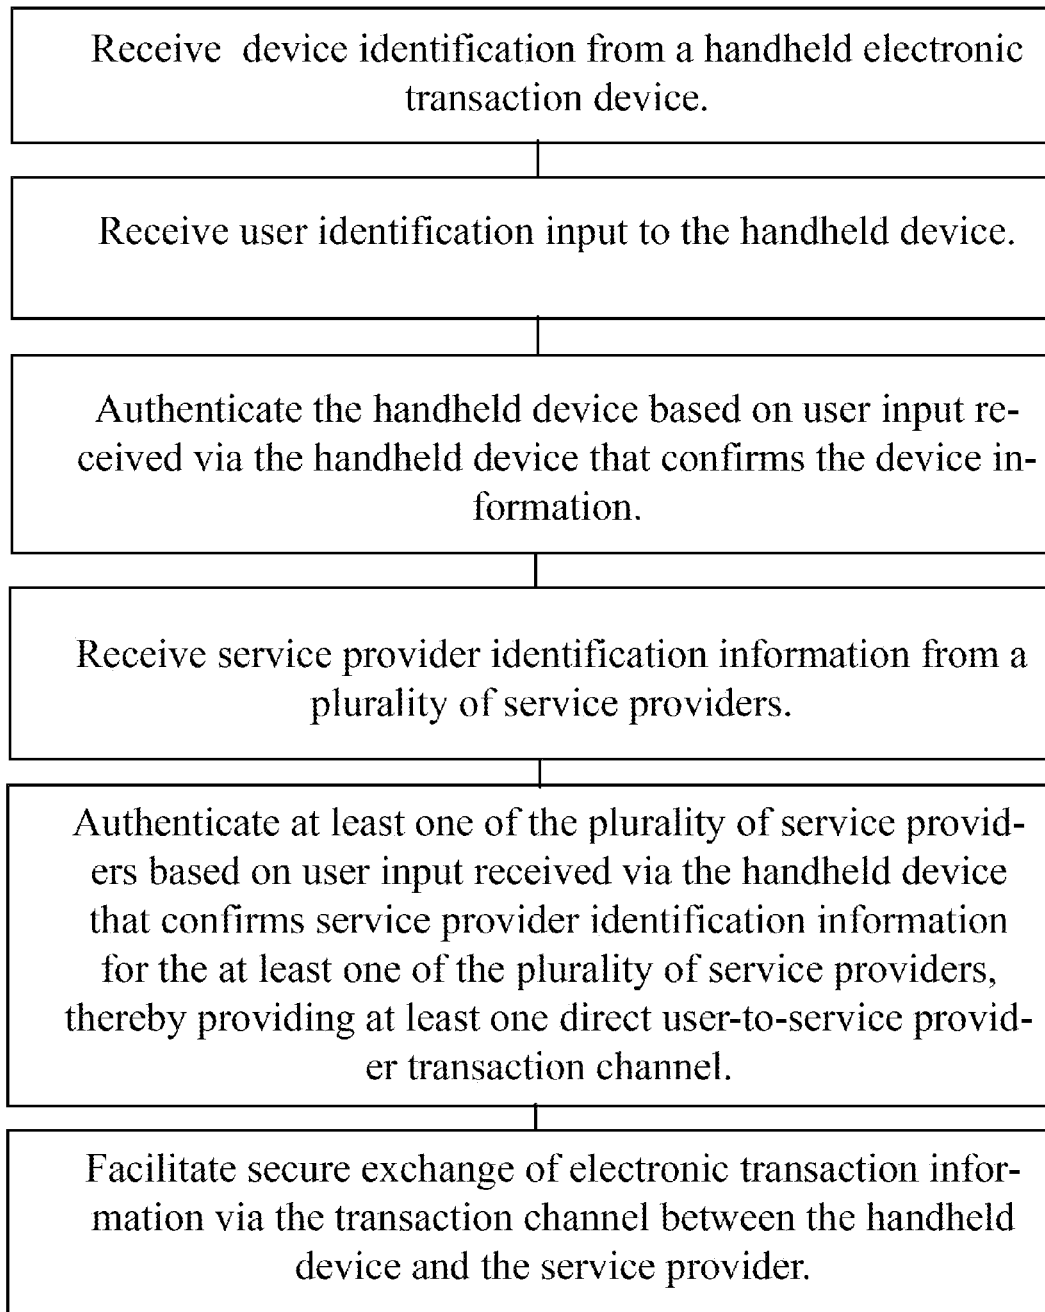 Receive device identification from a handheld electronic
transaction device.
Receive user identification input to the handheld device.
Authenticate the handheld device based on user input re-
ceived via the handheld device that confirms the device in-
formation.
Receive service provider identification information from a
plurality of service providers.
Authenticate at least one of the plurality of service provid-
ers based on user input received via the handheld device
that confirms service provider identification information
for the at least one of the plurality of service providers,
thereby providing at least one direct user-to-service provid-
er transaction channel.
Facilitate secure exchange of electronic transaction infor-
mation via the transaction channel between the handheld
device and the service provider.